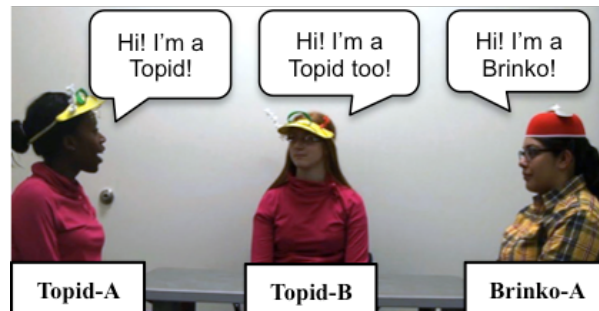 Hi! I'm a
Topid!
Hi! I'm a
Topid too!
Hi! I'm a
Brinko!
Topid-A
Topid-B
Brinko-A